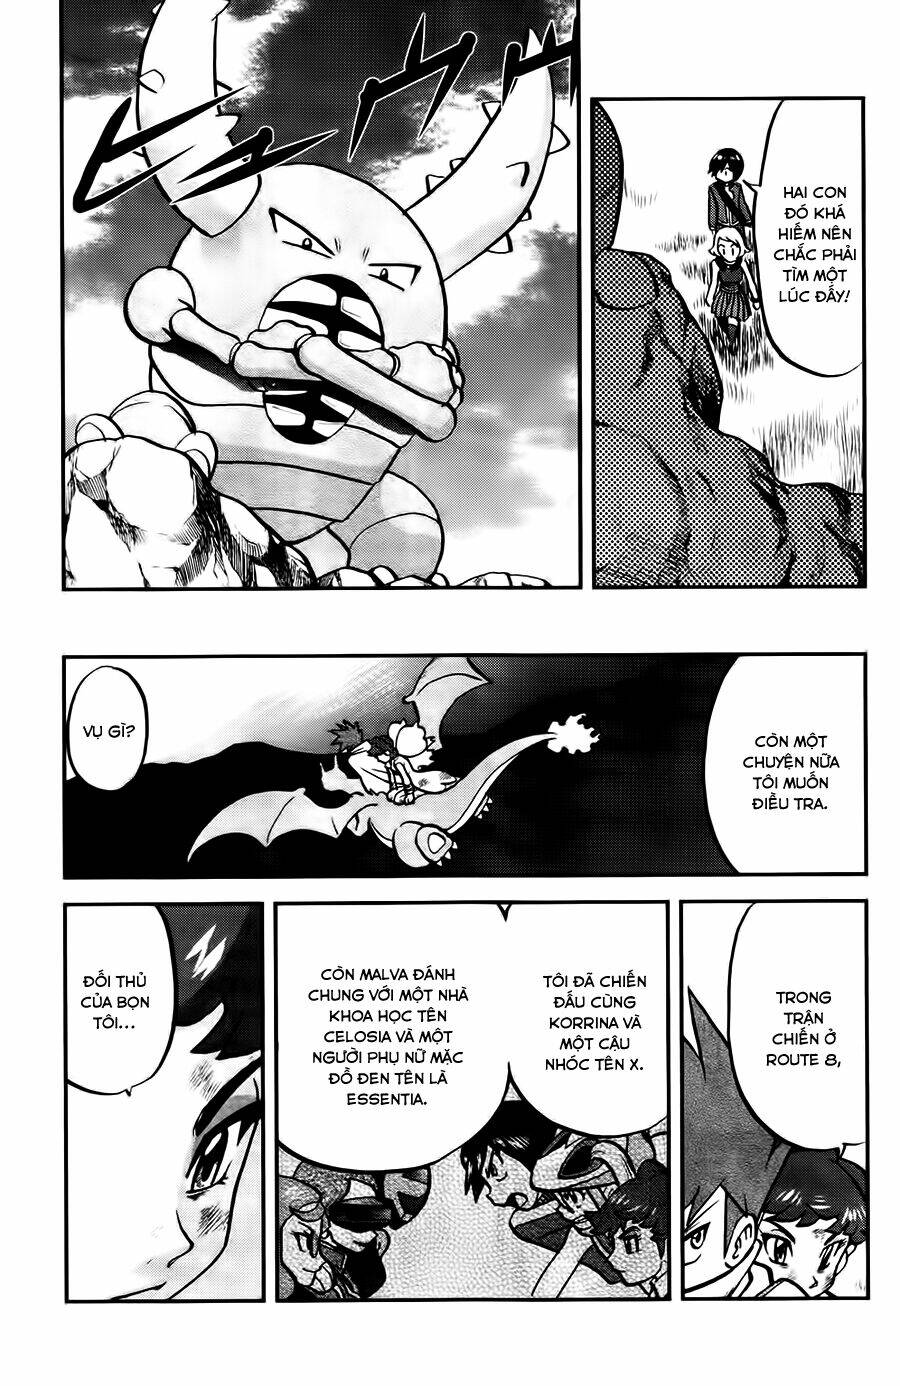 HAI CON
ĐÓ KHÁ
HIẾM NÊN
CHẮC PHẢI
TÌM MỘT
LÚC ĐẤY!
CÒN MỘT
CHUYỆN NỮA
TÔI MUỐN
ĐIỀU TRA.
VỤ GÌ?
TRONG
TRẬN
CHIẾN Ở
ROUTE 8,
TÔI ĐÃ CHIẾN
ĐẤU CÙNG
KORRINA VÀ
MỘT CẬU
NHÓC TÊN X.
CÒN MALVA ĐÁNH
CHUNG VỚI MỘT NHÀ
KHOA HỌC TÊN
CELOSIA VÀ MỘT
NGƯỜI PHỤ NỮ MẶC
ĐỒ ĐEN TÊN LÀ
ESSENTIA.
ĐỐI THỦ
CỦA BỌN
TÔI...